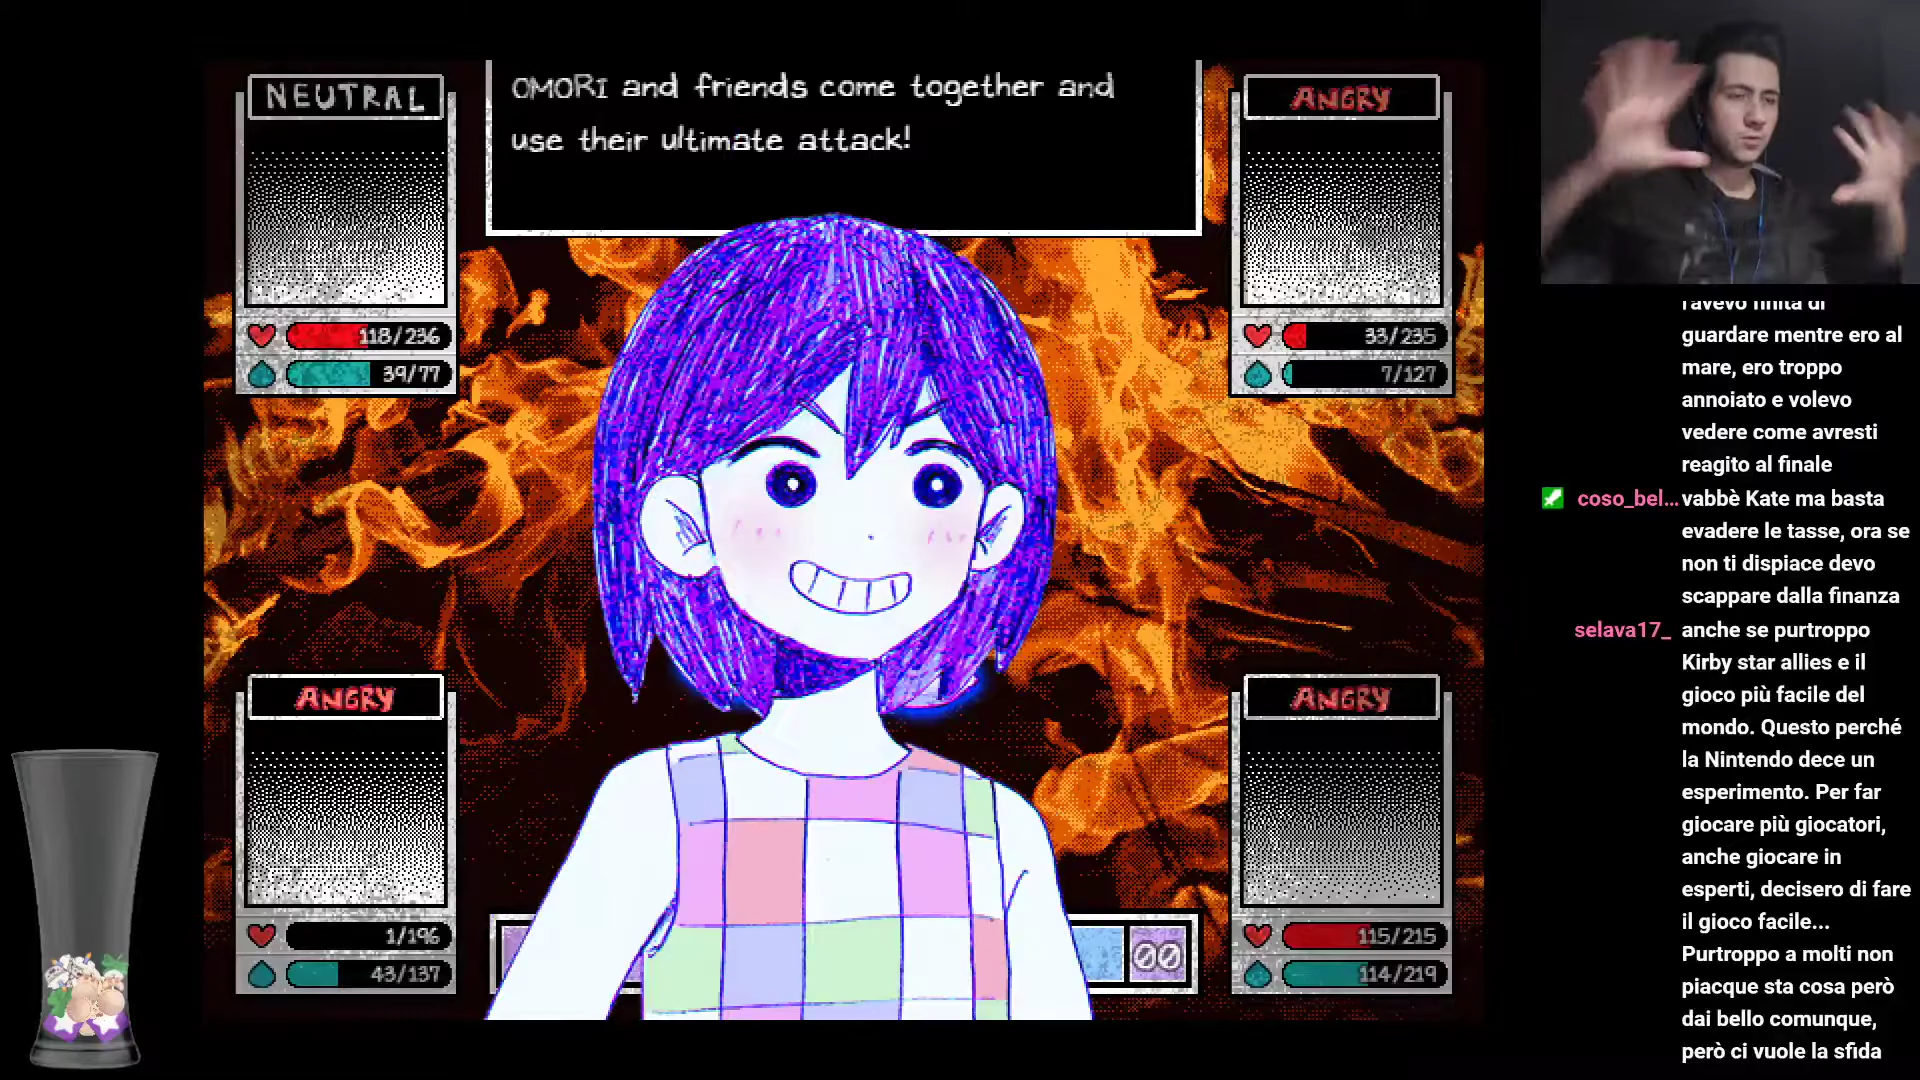 NEUTRAL
OMORI and friends come together and
use their ultimate attack!
ANGRY
118/236
39/77
33/235
7/127
ANGRY
ANGRY
1/196
43/137
00
115/215
114/219
l'avevo finita di
guardare mentre ero al
mare, ero troppo
annoiato e volevo
vedere come avresti
reagito al finale
coso_bel... vabbè Kate ma basta
evadere le tasse, ora se
non ti dispiace devo
scappare dalla finanza
selava17_ anche se purtroppo
Kirby star allies e il
gioco più facile del
mondo. Questo perché
la Nintendo dece un
esperimento. Per far
giocare più giocatori,
anche giocare in
esperti, decisero di fare
il gioco facile...
Purtroppo a molti non
piacque sta cosa però
dai bello comunque,
però ci vuole la sfida